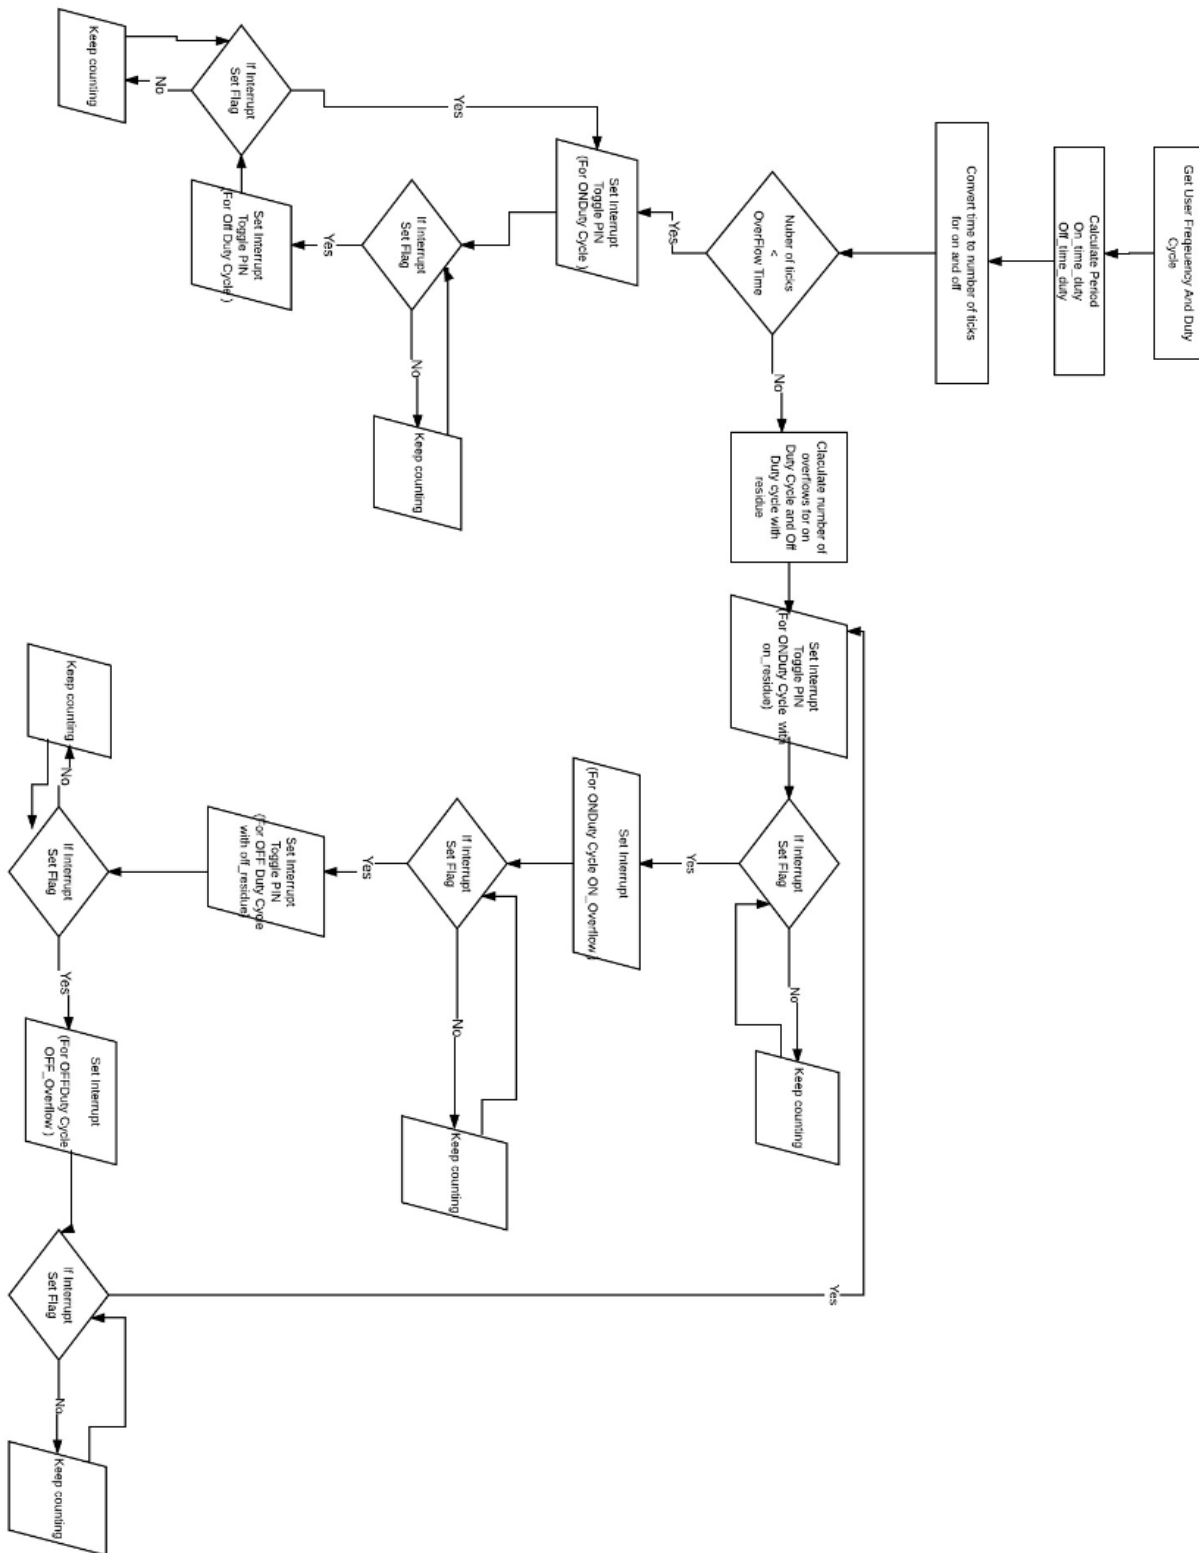 Get User Frequency And Duty
Cycle
Calculate Period
On_time_duty
Off_time_duty
Convert time to number of ticks
for on and off
Nuber of ticks
<
OverFlow Time
Yes
No
Set Interrupt
Toggle PIN
(For ONDuty Cycle )
If Interrupt
Set Flag
No
Keep counting
Yes
Set Interrupt
Toggle PIN
(For Off Duty Cycle )
If Interrupt
Set Flag
No
Keep counting
Yes
Claculate number of
overflows for on
Duty Cycle and Off
Duty cycle with
residue
Set Interrupt
Toggle PIN
(For ONDuty Cycle with
on_residue)
If Interrupt
Set Flag
No
Keep counting
Yes
Set Interrupt
(For ONDuty Cycle ON_Overflow )
If Interrupt
Set Flag
No
Keep counting
Yes
Set Interrupt
Toggle PIN
(For OFF Duty Cycle
with off_residue)
If Interrupt
Set Flag
No
Keep counting
Yes
Set Interrupt
(For OFFDuty Cycle
OFF_Overflow )
If Interrupt
Set Flag
No
Keep counting
Yes